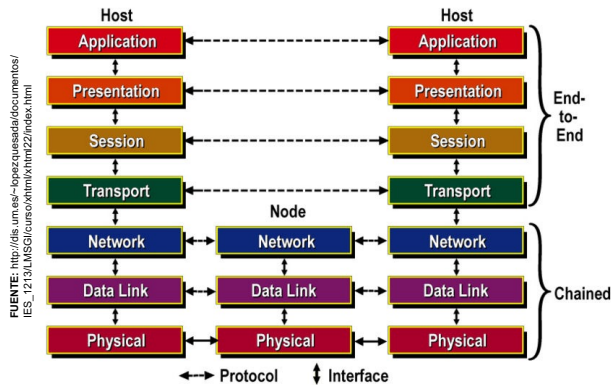 Host Host
Application Application
Presentation Presentation
Session Session
Transport Transport
End-
to-
End
Node
Network Network Network
Data Link Data Link Data Link
Physical Physical Physical
Chained
Protocol Interface
FUENTE: http://dis.um.es/~lopezquesada/documentos/
IES_1213/LMSGI/curso/xhtml/xhtml22/index.html